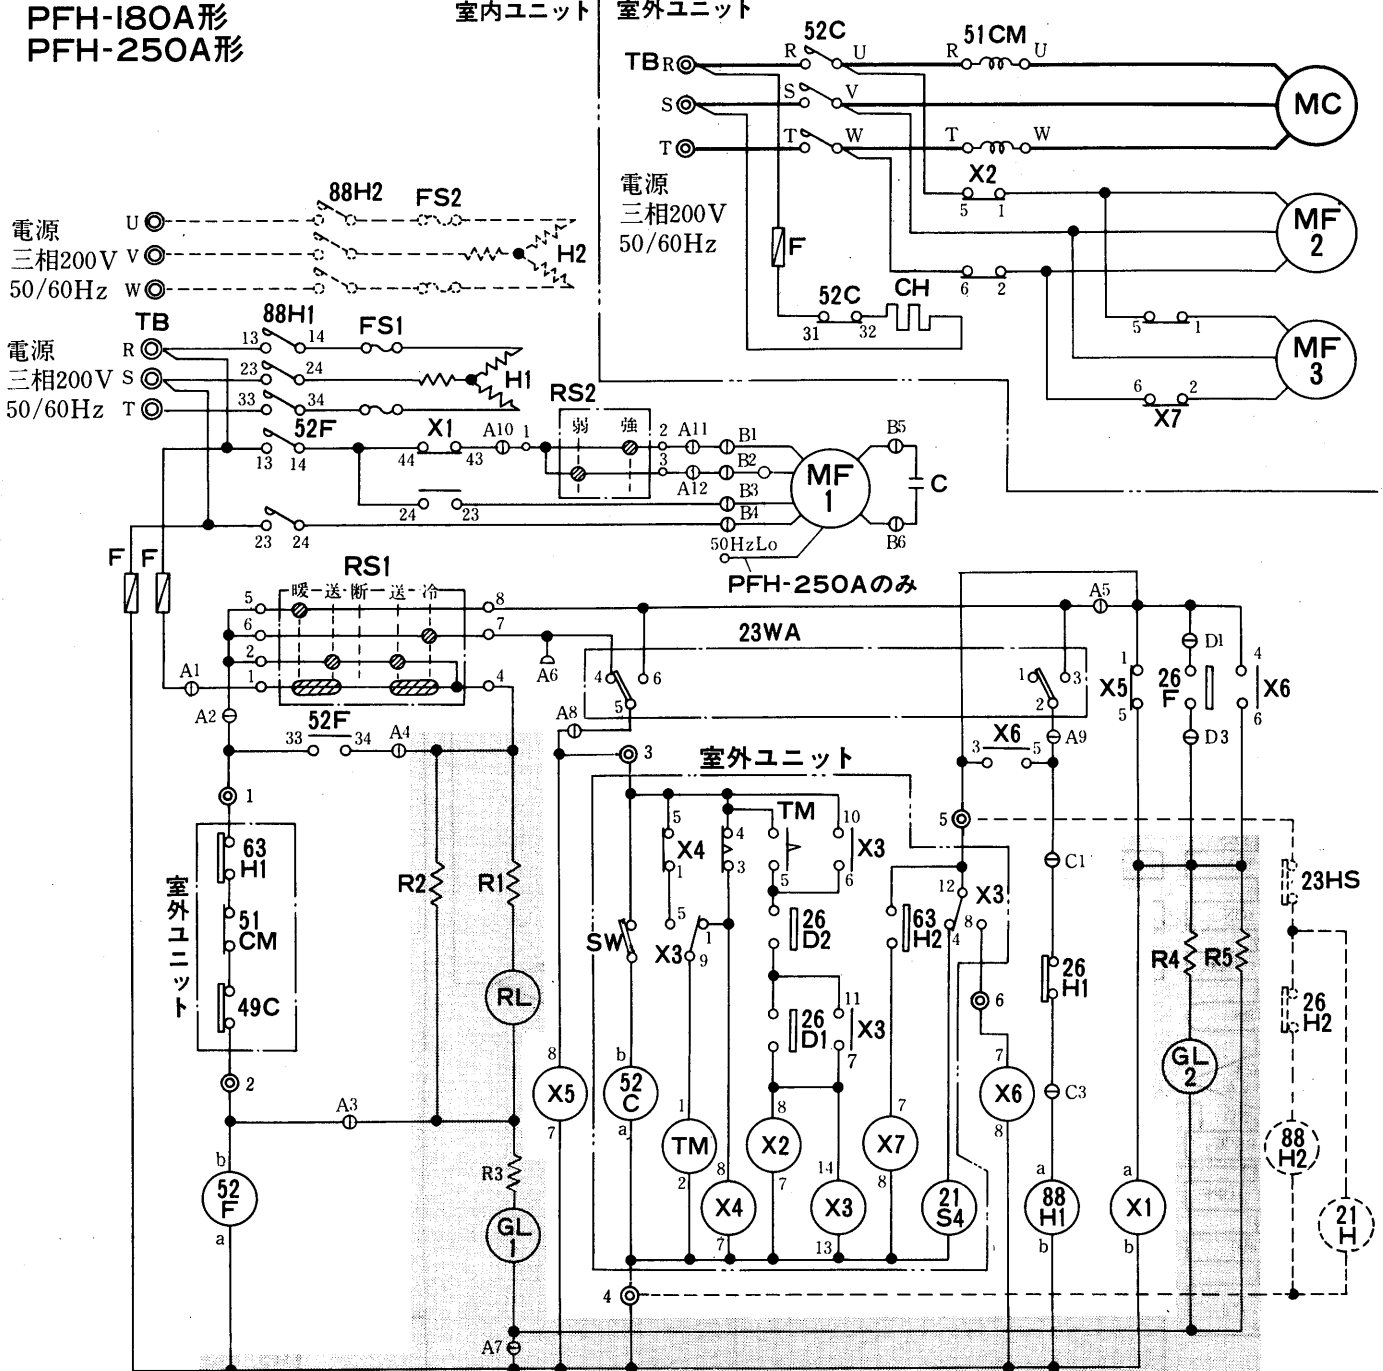 PFH-180A形
PFH-250A形
室内ユニット
室外ユニット
TB R
52C
R U
51CM
R U
MC
S
S V
T
T W
T W
電源
三相200V
50/60Hz
X2
5 1
MF
2
F
6 2
52C
31 32
CH
5 1
MF
3
6 2
X7
電源
三相200V
50/60Hz
U
V
W
88H2
FS2
H2
TB
電源
三相200V
50/60Hz
R
S
T
88H1
13 14
23 24
33 34
FS1
H1
52F
13 14
23 24
X1
44 43
24 23
A10 1
RS2
弱 強
2 A11 B1
3 A12 B2
B3
B4
MF
1
B5
B6
C
50HzLo
PFH-250Aのみ
F F
RS1
暖 送 断 送 冷
5 8
6 7
2
1 4
A1
A2
A6
23WA
4 6
5
1 3
2
A5
A8
A9
1
X5
5
D1
26
F
D3
4
X6
6
52F
33 34
A4
1
63
H1
51
CM
49C
室外ユニット
2
A3
b
52
F
a
R2
R1
RL
R3
GL
1
A7
8
X5
7
3
室外ユニット
SW
b
52
C
a
5
X4
1
4
3
TM
5
10
X3
6
5
X3
1
9
26
D2
26
D1
11
X3
7
1
TM
2
8
X4
7
8
X2
7
14
X3
13
63
H2
7
X7
8
12
X3
4 8
21
S4
5
X6
3 5
6
7
X6
8
C1
26
H1
C3
a
88
H1
b
a
X1
b
R4
R5
GL
2
23HS
26
H2
88
H2
21
H
4